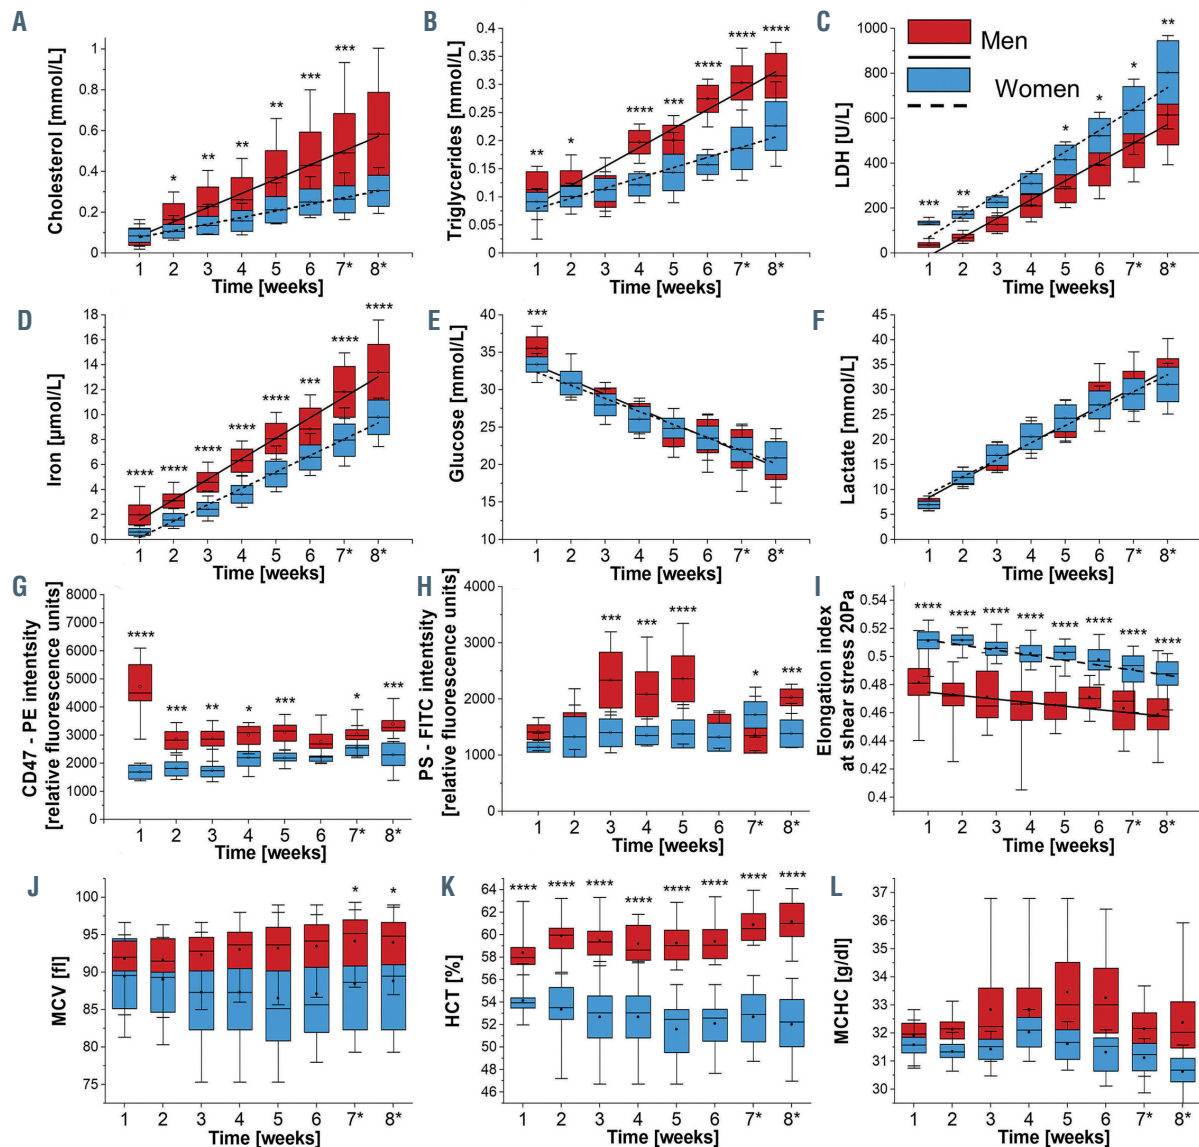 A
Cholesterol [mmol/L]
1
0.8
0.6
0.4
0.2
0
* ** ** ** *** ***
1 2 3 4 5 6 7* 8*
Time [weeks]
B
Triglycerides [mmol/L]
0.4
0.35
0.3
0.25
0.2
0.15
0.1
0.05
0
** * **** *** **** **** ****
1 2 3 4 5 6 7* 8*
Time [weeks]
C
LDH [U/L]
1000
800
600
400
200
0
Men
Women
*** ** * * * **
1 2 3 4 5 6 7* 8*
Time [weeks]
D
Iron [µmol/L]
18
16
14
12
10
8
6
4
2
0
**** **** **** **** **** *** **** ****
1 2 3 4 5 6 7* 8*
Time [weeks]
E
Glucose [mmol/L]
40
35
30
25
20
15
10
***
1 2 3 4 5 6 7* 8*
Time [weeks]
F
Lactate [mmol/L]
45
40
35
30
25
20
15
10
5
0
1 2 3 4 5 6 7* 8*
Time [weeks]
G
CD47 - PE intentsity
[relative fluorescence units]
8000
7000
6000
5000
4000
3000
2000
1000
0
**** *** ** * *** * ***
1 2 3 4 5 6 7* 8*
Time [weeks]
H
PS - FITC intentsity
[relative fluorescence units]
4000
3000
2000
1000
0
*** *** **** * ***
1 2 3 4 5 6 7* 8*
Time [weeks]
I
Elongation index
at shear stress 20Pa
0.54
0.52
0.5
0.48
0.46
0.44
0.42
0.4
**** **** **** **** **** **** **** ****
1 2 3 4 5 6 7* 8*
Time [weeks]
J
MCV [fl]
100
95
90
85
80
75
* *
1 2 3 4 5 6 7* 8*
Time [weeks]
K
HCT [%]
64
62
60
58
56
54
52
50
48
46
**** **** **** **** **** **** **** ****
1 2 3 4 5 6 7* 8*
Time [weeks]
L
MCHC [g/dl]
37
36
35
34
33
32
31
30
1 2 3 4 5 6 7* 8*
Time [weeks]